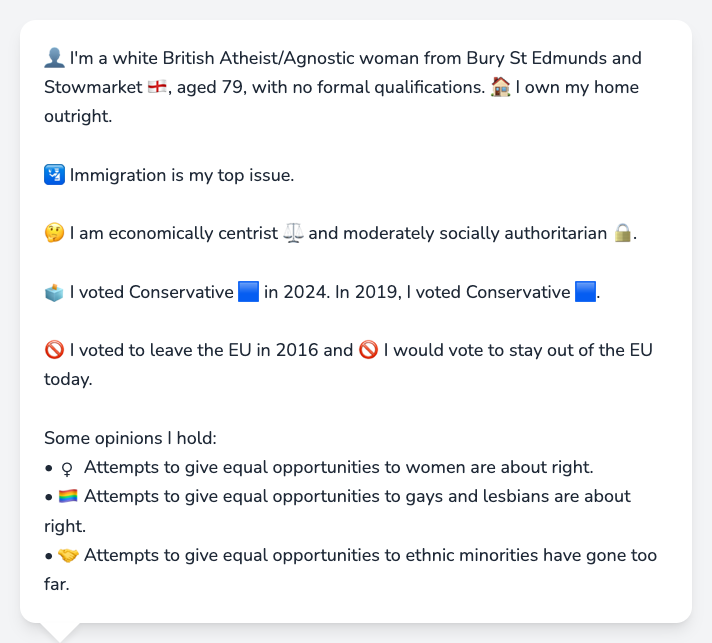 👤 I'm a white British Atheist/Agnostic woman from Bury St Edmunds and
Stowmarket 🏴󠁧󠁢󠁥󠁮󠁧󠁿, aged 79, with no formal qualifications. 🏠 I own my home
outright.
🛂 Immigration is my top issue.
🤔 I am economically centrist ⚖️ and moderately socially authoritarian 🔒.
🗳️ I voted Conservative 🟦 in 2024. In 2019, I voted Conservative 🟦.
🚫 I voted to leave the EU in 2016 and 🚫 I would vote to stay out of the EU
today.
Some opinions I hold:
• ♀ Attempts to give equal opportunities to women are about right.
• 🏳️‍🌈 Attempts to give equal opportunities to gays and lesbians are about
right.
• 🤝 Attempts to give equal opportunities to ethnic minorities have gone too
far.